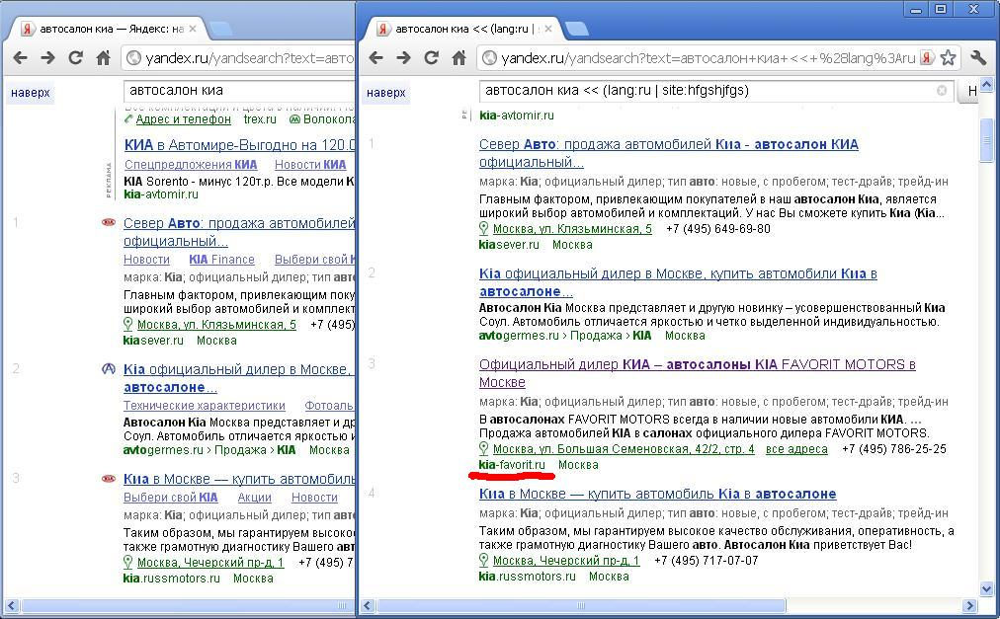 автосалон киа — Яндекс: на
yandex.ru/yandsearch?text=авто
наверх
автосалон киа
Адрес и телефон trex.ru Волокола
КИА в Автомире-Выгодно на 120.0
Спецпредложения КИА Новости КИА
KIA Sorento - минус 120т.р. Все модели К
kia-avtomir.ru
РЕКЛАМА
1
Север Авто: продажа автомобилей
официальный...
Новости KIA Finance Выбери свой К
марка: Kia; официальный дилер; тип авто
Главным фактором, привлекающим поку
широкий выбор автомобилей и комплект
Москва, ул. Клязьминская, 5 +7 (495)
kiasever.ru Москва
2
Kia официальный дилер в Москве,
автосалоне...
Технические характеристики Фотоаль
Автосалон Kia Москва представляет и др
Соул. Автомобиль отличается яркостью и
avtogermes.ru › Продажа › KIA Москва
3
Киа в Москве — купить автомобиль
Выбери свой KIA Акции Новости
марка: Kia; официальный дилер; тип авто
Таким образом, мы гарантируем высокое
также грамотную диагностику Вашего авт
Москва, Чечерский пр-д, 1 +7 (495) 7
kia.russmotors.ru Москва
автосалон киа << (lang:ru |
yandex.ru/yandsearch?text=автосалон+киа+<<+%28lang%3Aru
наверх
автосалон киа << (lang:ru | site:hfgshjfgs)
Н
kia-avtomir.ru
1
Север Авто: продажа автомобилей Киа - автосалон КИА
официальный...
марка: Kia; официальный дилер; тип авто: новые, с пробегом; тест-драйв; трейд-ин
Главным фактором, привлекающим покупателей в наш автосалон Киа, является
широкий выбор автомобилей и комплектаций. У нас Вы сможете купить Киа (Kia...
Москва, ул. Клязьминская, 5 +7 (495) 649-69-80
kiasever.ru Москва
2
Kia официальный дилер в Москве, купить автомобили Киа в
автосалоне...
Автосалон Kia Москва представляет и другую новинку – усовершенствованный Киа
Соул. Автомобиль отличается яркостью и четко выделенной индивидуальностью.
avtogermes.ru › Продажа › KIA Москва
3
Официальный дилер КИА – автосалоны KIA FAVORIT MOTORS в
Москве
марка: Kia; официальный дилер; тип авто: новые, с пробегом; тест-драйв; трейд-ин
В автосалонах FAVORIT MOTORS всегда в наличии новые автомобили КИА. ...
Продажа автомобилей KIA в салонах официального дилера FAVORIT MOTORS.
Москва, ул. Большая Семеновская, 42/2, стр. 4 все адреса +7 (495) 786-25-25
kia-favorit.ru Москва
4
Киа в Москве — купить автомобиль Kia в автосалоне
марка: Kia; официальный дилер; тип авто: новые, с пробегом; тест-драйв; трейд-ин
Таким образом, мы гарантируем высокое качество обслуживания, оперативность, а
также грамотную диагностику Вашего авто. Автосалон Киа приветствует Вас!
Москва, Чечерский пр-д, 1 +7 (495) 717-07-07
kia.russmotors.ru Москва